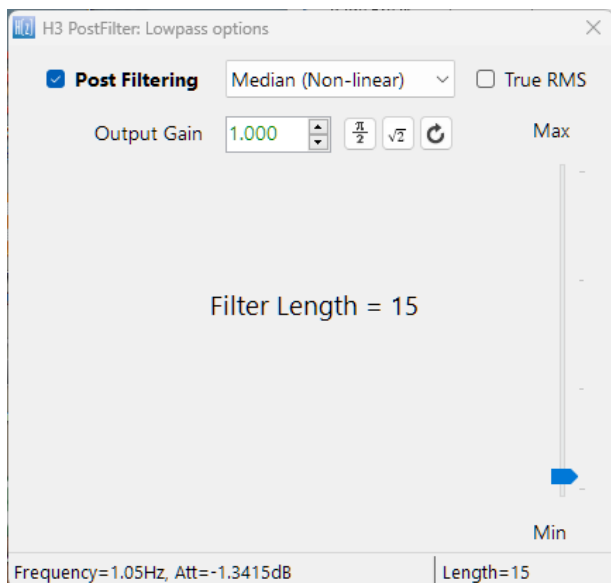 H(z) H3 PostFilter: Lowpass options
Post Filtering Median (Non-linear) True RMS
Output Gain 1.000 π/2 √2 Max
Filter Length = 15
Min
Frequency=1.05Hz, Att=-1.3415dB Length=15